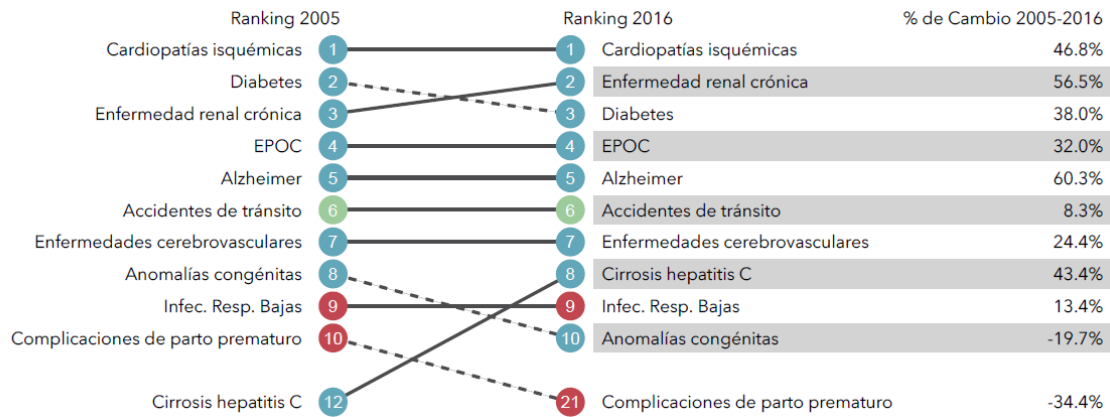 Ranking 2005 Ranking 2016 % de Cambio 2005-2016
Cardiopatías isquémicas 1 1 Cardiopatías isquémicas 46.8%
Diabetes 2 2 Enfermedad renal crónica 56.5%
Enfermedad renal crónica 3 3 Diabetes 38.0%
EPOC 4 4 EPOC 32.0%
Alzheimer 5 5 Alzheimer 60.3%
Accidentes de tránsito 6 6 Accidentes de tránsito 8.3%
Enfermedades cerebrovasculares 7 7 Enfermedades cerebrovasculares 24.4%
Anomalías congénitas 8 8 Cirrosis hepatitis C 43.4%
Infec. Resp. Bajas 9 9 Infec. Resp. Bajas 13.4%
Complicaciones de parto prematuro 10 10 Anomalías congénitas -19.7%
Cirrosis hepatitis C 12 21 Complicaciones de parto prematuro -34.4%